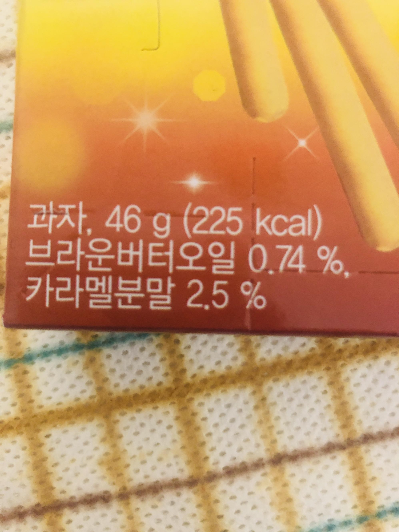 과자, 46 g (225 kcal)
브라운버터오일 0.74 %,
카라멜분말 2.5 %